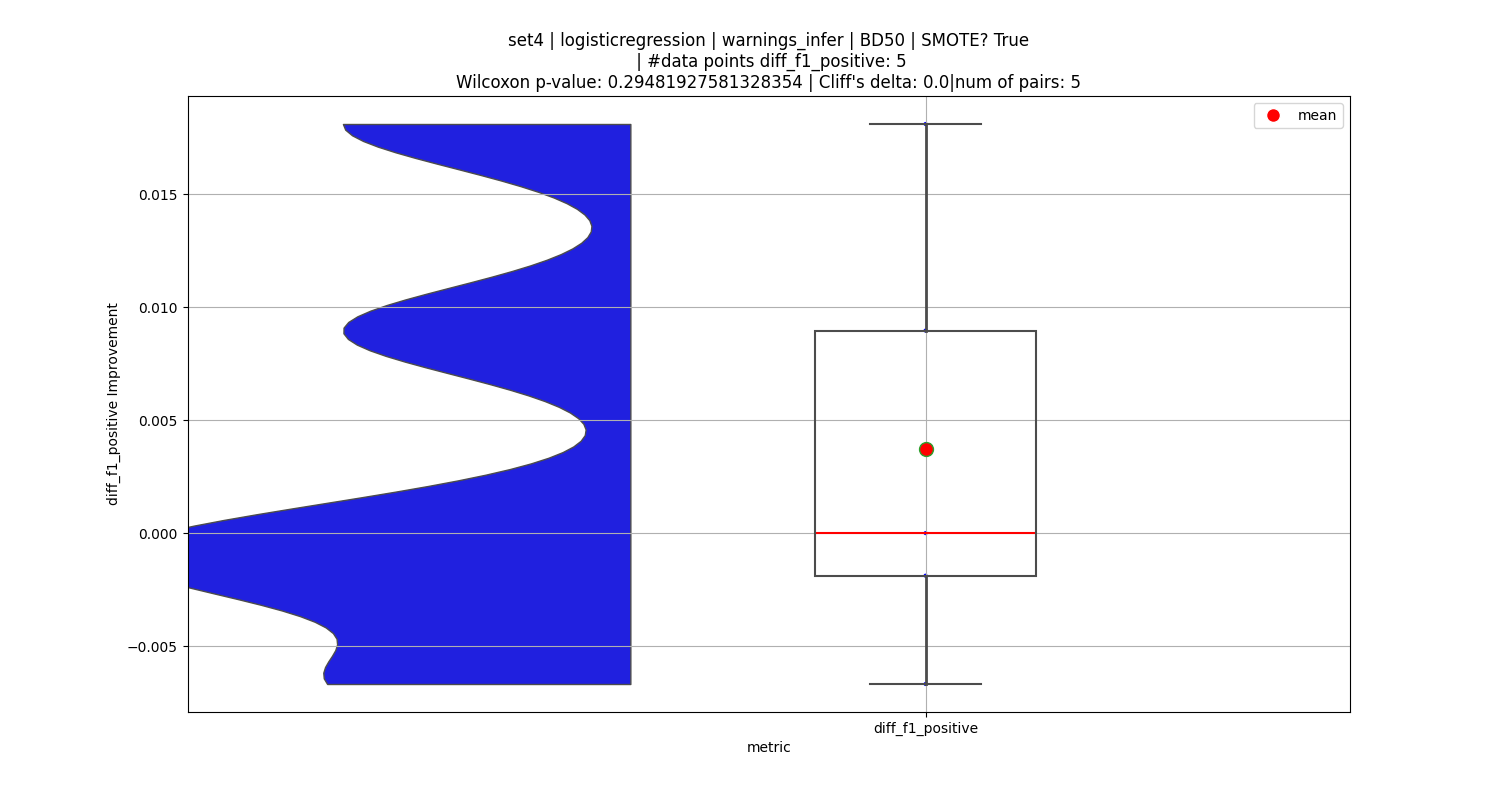 set4 | logisticregression | warnings_infer | BD50 | SMOTE? True
| #data points diff_f1_positive: 5
Wilcoxon p-value: 0.29481927581328354 | Cliff's delta: 0.0|num of pairs: 5
mean
0.015
0.010
0.005
0.000
−0.005
diff_f1_positive Improvement
diff_f1_positive
metric